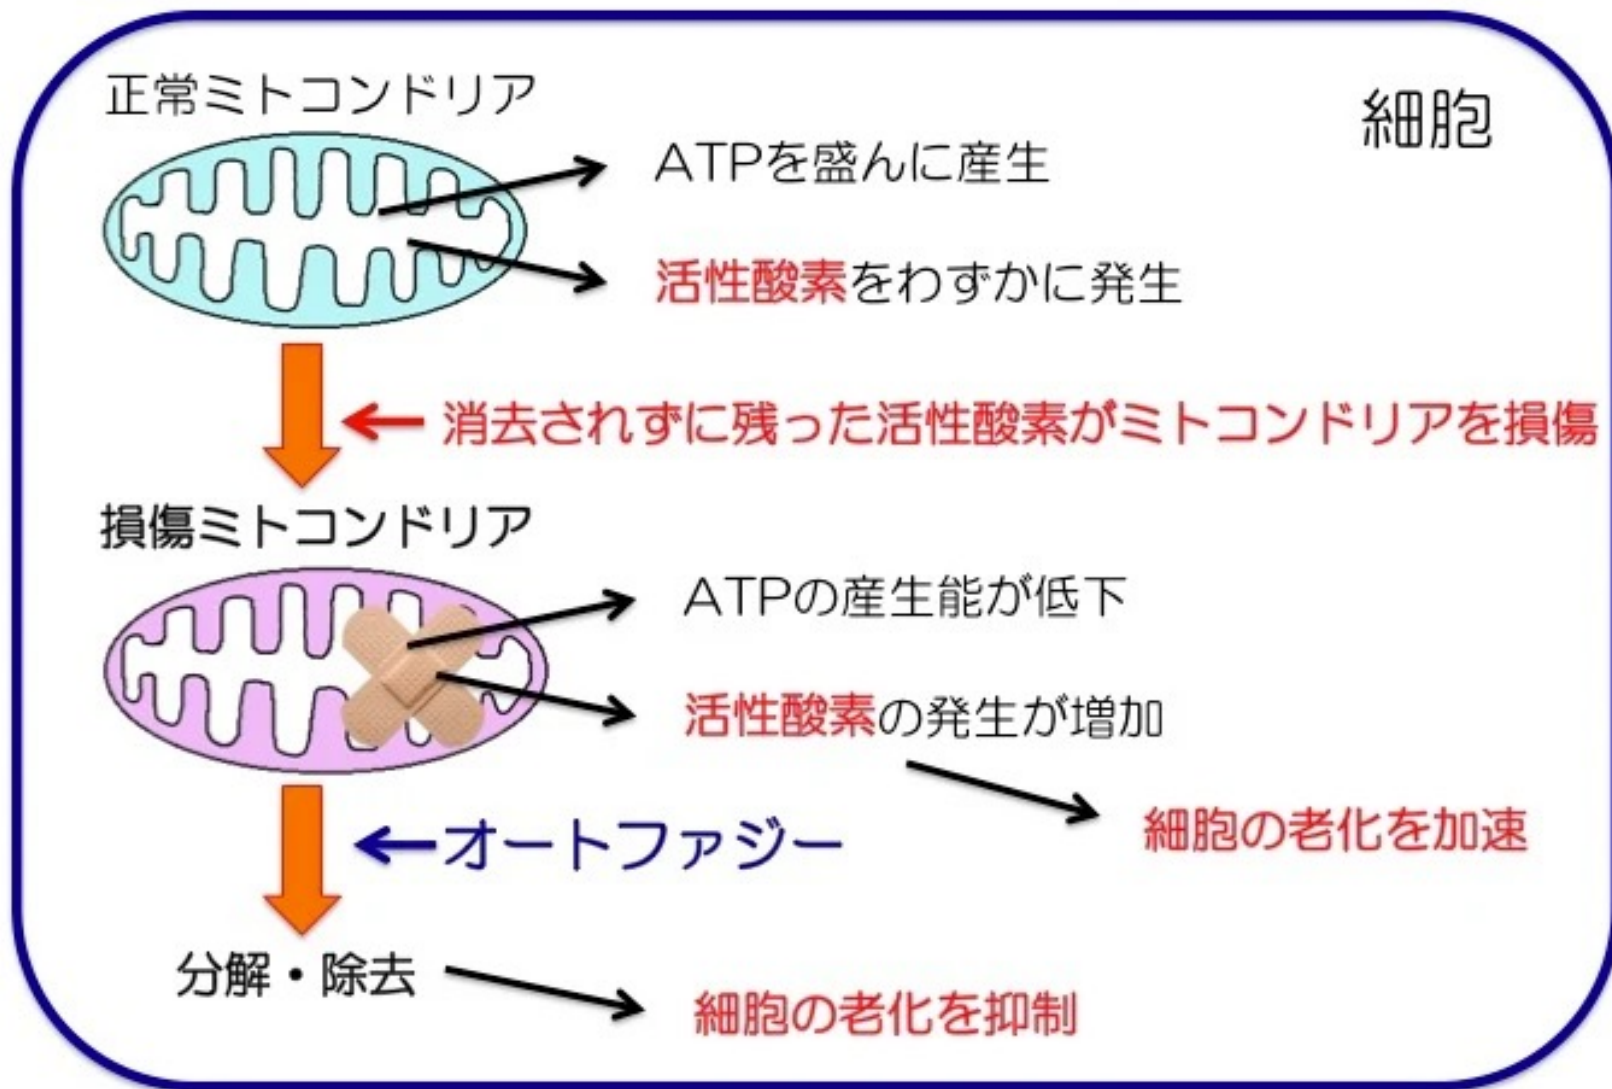 正常ミトコンドリア
細胞
ATPを盛んに産生
活性酸素をわずかに発生
消去されずに残った活性酸素がミトコンドリアを損傷
損傷ミトコンドリア
ATPの産生能が低下
活性酸素の発生が増加
細胞の老化を加速
オートファジー
分解・除去
細胞の老化を抑制